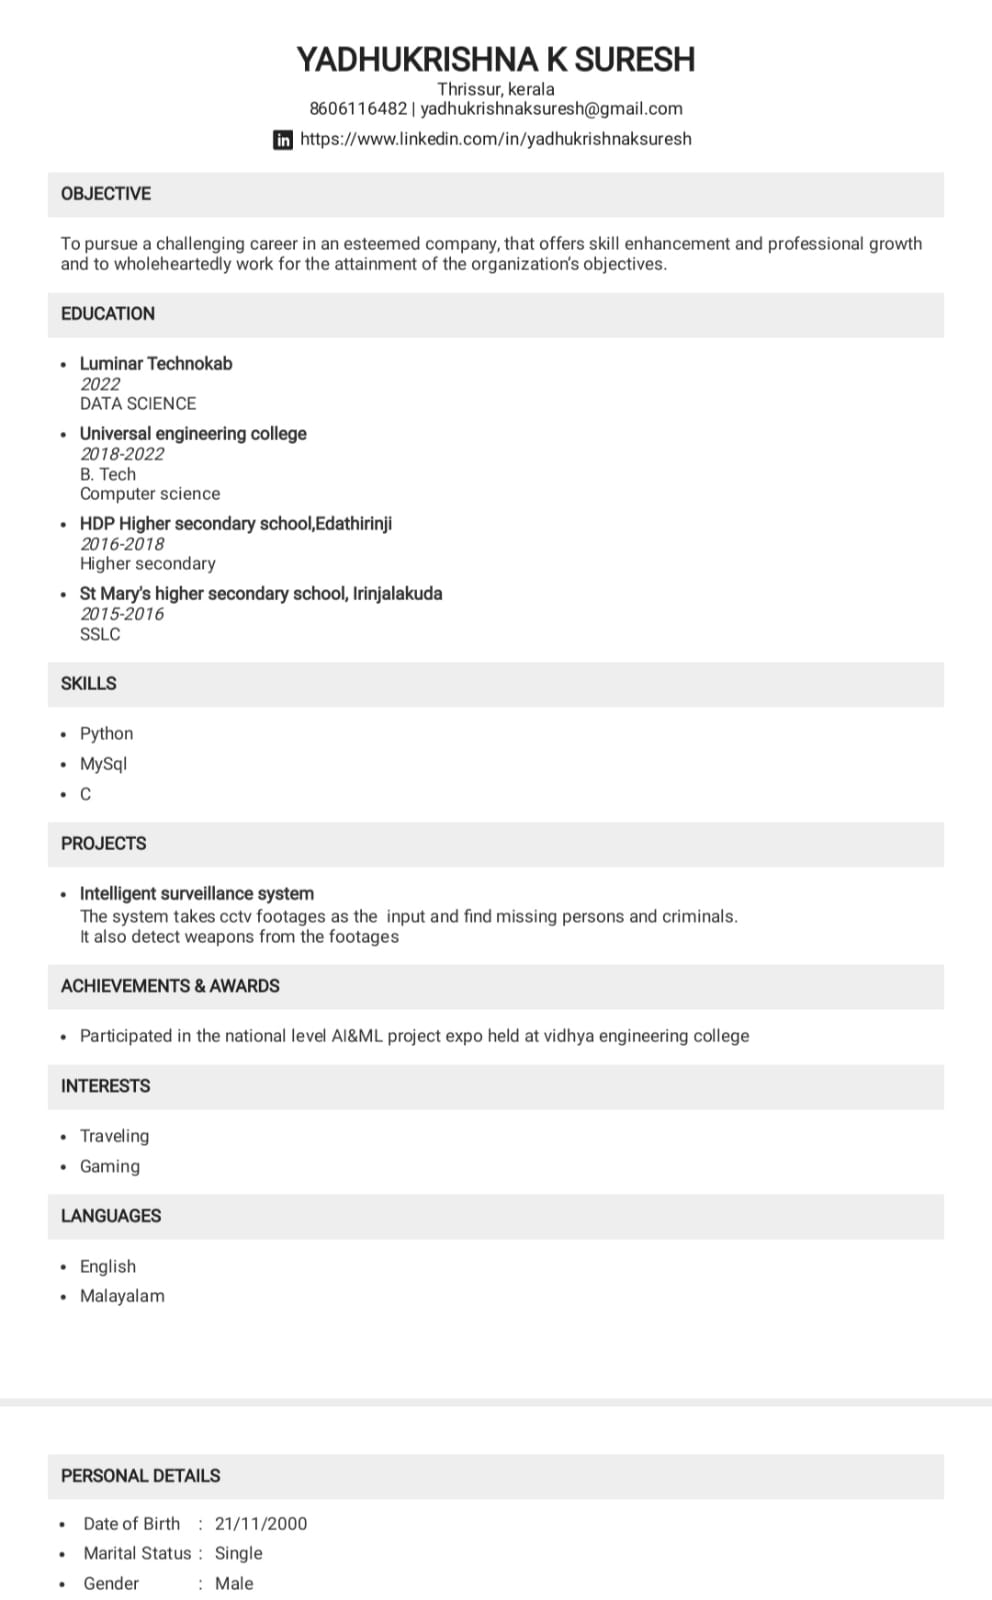 YADHUKRISHNA K SURESH
Thrissur, kerala
8606116482 | yadhukrishnaksuresh@gmail.com
in https://www.linkedin.com/in/yadhukrishnaksuresh
OBJECTIVE
To pursue a challenging career in an esteemed company, that offers skill enhancement and professional growth
and to wholeheartedly work for the attainment of the organization's objectives.
EDUCATION
• Luminar Technokab
2022
DATA SCIENCE
• Universal engineering college
2018-2022
B. Tech
Computer science
• HDP Higher secondary school,Edathirinji
2016-2018
Higher secondary
• St Mary's higher secondary school, Irinjalakuda
2015-2016
SSLC
SKILLS
• Python
• MySql
• C
PROJECTS
• Intelligent surveillance system
The system takes cctv footages as the input and find missing persons and criminals.
It also detect weapons from the footages
ACHIEVEMENTS & AWARDS
• Participated in the national level AI&ML project expo held at vidhya engineering college
INTERESTS
• Traveling
• Gaming
LANGUAGES
• English
• Malayalam
PERSONAL DETAILS
• Date of Birth : 21/11/2000
• Marital Status : Single
• Gender : Male